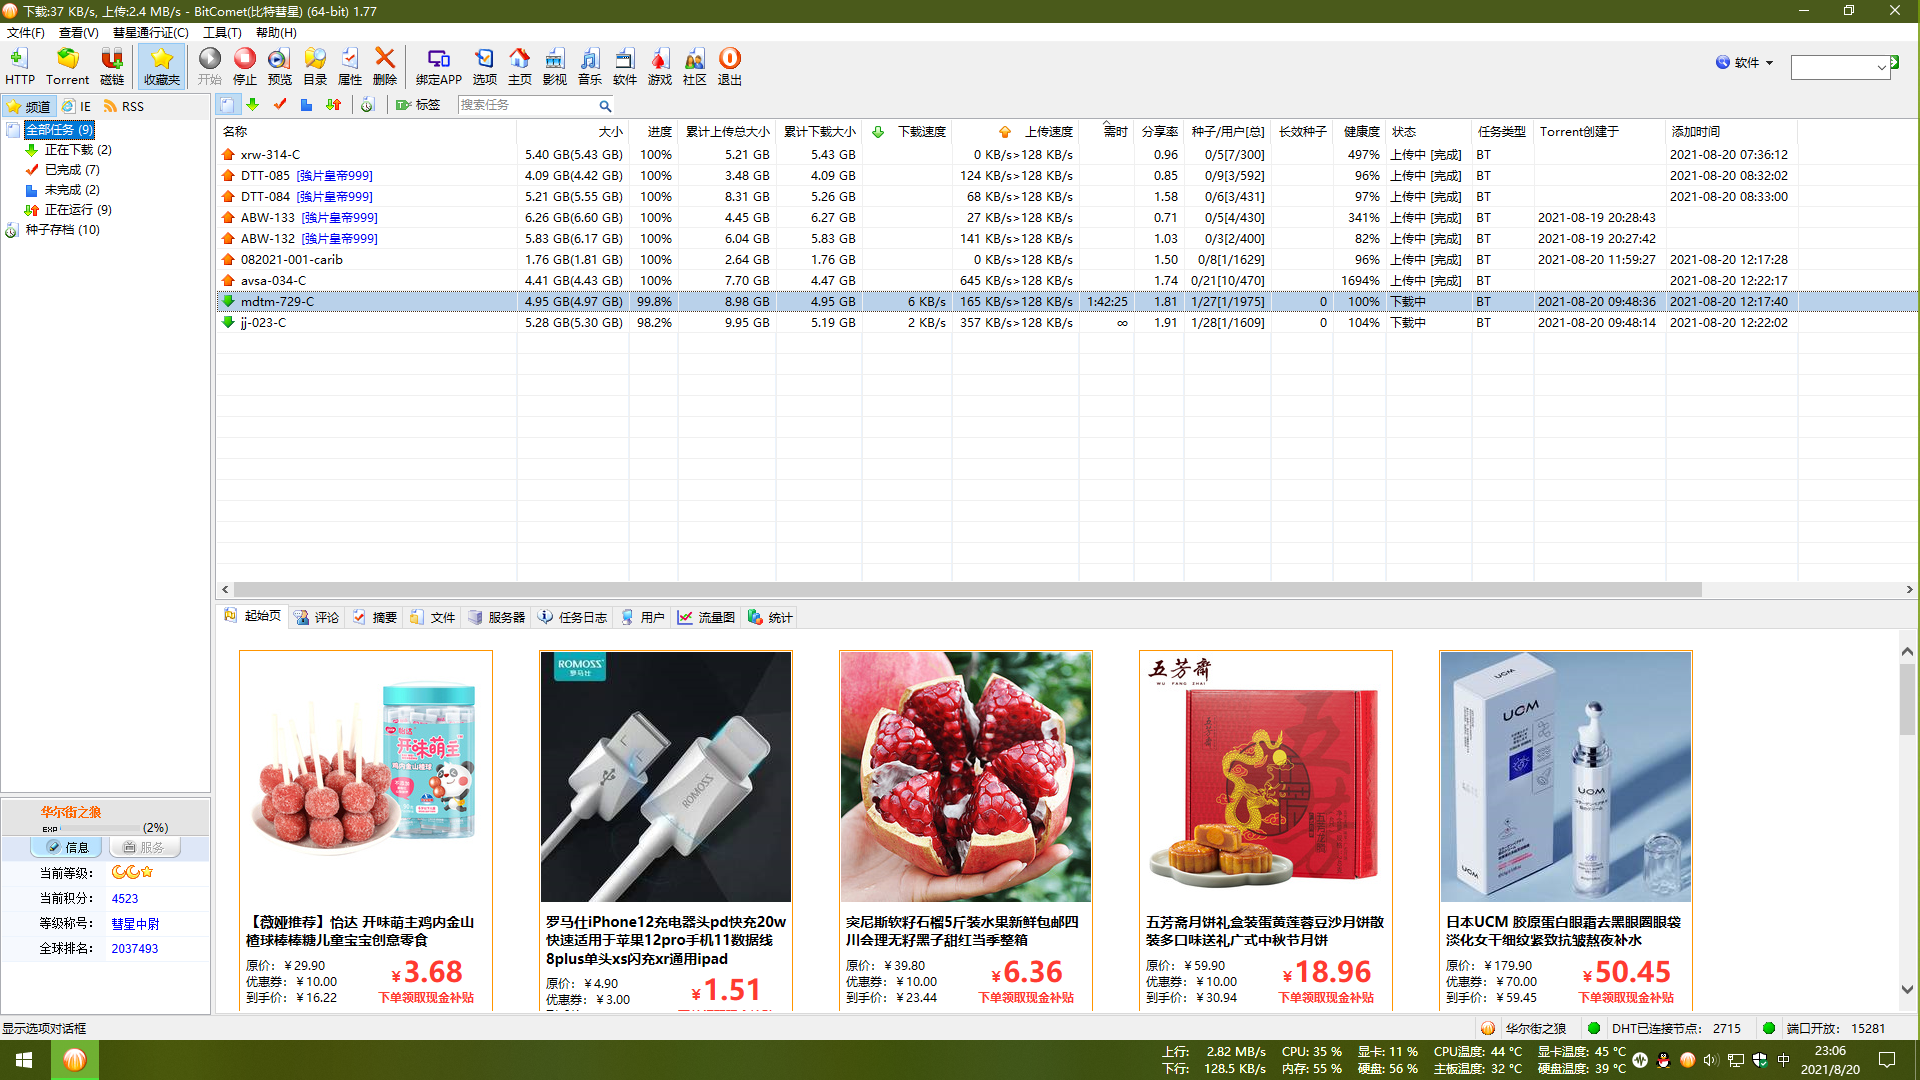 下载:37 KB/s, 上传:2.4 MB/s - BitComet(比特彗星) (64-bit) 1.77
文件(F) 查看(V) 彗星通行证(C) 工具(T) 帮助(H)
HTTP Torrent 磁链 收藏夹 开始 停止 预览 目录 属性 删除 绑定APP 选项 主页 影视 音乐 软件 游戏 社区 退出 软件
频道 IE RSS 标签 搜索任务
全部任务 (9)
正在下载 (2)
已完成 (7)
未完成 (2)
正在运行 (9)
种子存档 (10)
名称 大小 进度 累计上传总大小 累计下载大小 下载速度 上传速度 需时 分享率 种子/用户[总] 长效种子 健康度 状态 任务类型 Torrent创建于 添加时间
xrw-314-C 5.40 GB(5.43 GB) 100% 5.21 GB 5.43 GB 0 KB/s>128 KB/s 0.96 0/5[7/300] 497% 上传中 [完成] BT 2021-08-20 07:36:12
DTT-085 [強片皇帝999] 4.09 GB(4.42 GB) 100% 3.48 GB 4.09 GB 124 KB/s>128 KB/s 0.85 0/9[3/592] 96% 上传中 [完成] BT 2021-08-20 08:32:02
DTT-084 [強片皇帝999] 5.21 GB(5.55 GB) 100% 8.31 GB 5.26 GB 68 KB/s>128 KB/s 1.58 0/6[3/431] 97% 上传中 [完成] BT 2021-08-20 08:33:00
ABW-133 [強片皇帝999] 6.26 GB(6.60 GB) 100% 4.45 GB 6.27 GB 27 KB/s>128 KB/s 0.71 0/5[4/430] 341% 上传中 [完成] BT 2021-08-19 20:28:43
ABW-132 [強片皇帝999] 5.83 GB(6.17 GB) 100% 6.04 GB 5.83 GB 141 KB/s>128 KB/s 1.03 0/3[2/400] 82% 上传中 [完成] BT 2021-08-19 20:27:42
082021-001-carib 1.76 GB(1.81 GB) 100% 2.64 GB 1.76 GB 0 KB/s>128 KB/s 1.50 0/8[1/1629] 96% 上传中 [完成] BT 2021-08-20 11:59:27 2021-08-20 12:17:28
avsa-034-C 4.41 GB(4.43 GB) 100% 7.70 GB 4.47 GB 645 KB/s>128 KB/s 1.74 0/21[10/470] 1694% 上传中 [完成] BT 2021-08-20 12:22:17
mdtm-729-C 4.95 GB(4.97 GB) 99.8% 8.98 GB 4.95 GB 6 KB/s 165 KB/s>128 KB/s 1:42:25 1.81 1/27[1/1975] 0 100% 下载中 BT 2021-08-20 09:48:36 2021-08-20 12:17:40
jj-023-C 5.28 GB(5.30 GB) 98.2% 9.95 GB 5.19 GB 2 KB/s 357 KB/s>128 KB/s ∞ 1.91 1/28[1/1609] 0 104% 下载中 BT 2021-08-20 09:48:14 2021-08-20 12:22:02
起始页 评论 摘要 文件 服务器 任务日志 用户 流量图 统计
华尔街之狼
EXP (2%)
信息 服务
当前等级:
当前积分: 4523
等级称号: 彗星中尉
全球排名: 2037493
怡达
开味萌主
鸡内金山楂球
【薇娅推荐】怡达 开味萌主鸡内金山
楂球棒棒糖儿童宝宝创意零食
原价: ¥29.90
优惠券: ¥10.00
到手价: ¥16.22
¥3.68
下单领取现金补贴
ROMOSS
罗马仕
ROMOSS
罗马仕iPhone12充电器头pd快充20w
快速适用于苹果12pro手机11数据线
8plus单头xs闪充xr通用ipad
原价: ¥4.90
优惠券: ¥3.00
¥1.51
突尼斯软籽石榴5斤装水果新鲜包邮四
川会理无籽黑子甜红当季整箱
原价: ¥39.80
优惠券: ¥10.00
到手价: ¥23.44
¥6.36
下单领取现金补贴
五芳斋
WU FANG ZHAI
五芳斋月饼礼盒装蛋黄莲蓉豆沙月饼散
装多口味送礼广式中秋节月饼
原价: ¥59.90
优惠券: ¥10.00
到手价: ¥30.94
¥18.96
下单领取现金补贴
UCM
UCM
UCM
日本UCM 胶原蛋白眼霜去黑眼圈眼袋
淡化女干细纹紧致抗皱熬夜补水
原价: ¥179.90
优惠券: ¥70.00
到手价: ¥59.45
¥50.45
下单领取现金补贴
显示选项对话框 华尔街之狼 DHT已连接节点: 2715 端口开放: 15281
上行: 2.82 MB/s CPU: 35 % 显卡: 11 % CPU温度: 44 °C 显卡温度: 45 °C
下行: 128.5 KB/s 内存: 55 % 硬盘: 56 % 主板温度: 32 °C 硬盘温度: 39 °C
中
23:06
2021/8/20